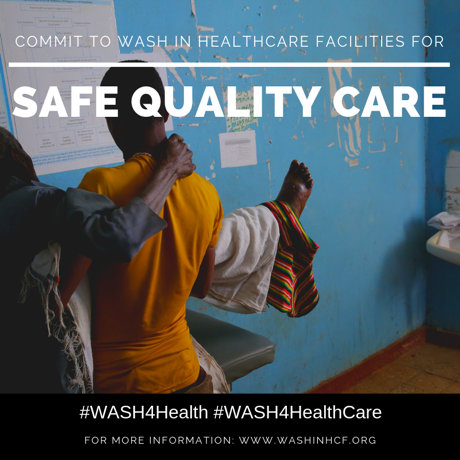 COMMIT TO WASH IN HEALTHCARE FACILITIES FOR
SAFE QUALITY CARE
#WASH4Health #WASH4HealthCare
FOR MORE INFORMATION: WWW.WASHINHCF.ORG